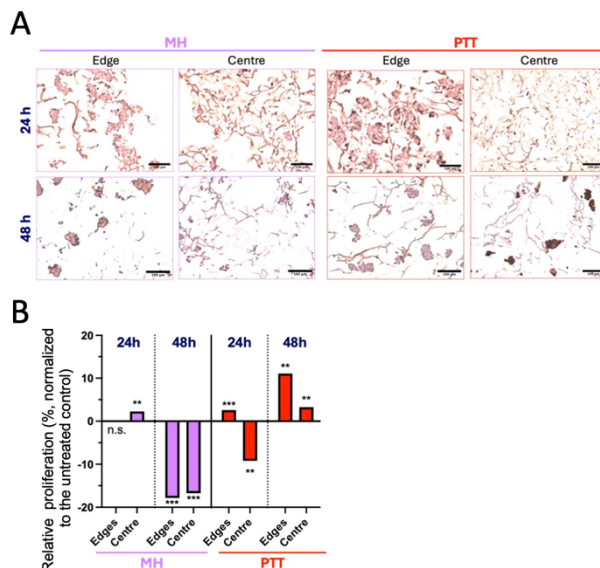 A
MH PTT
Edge Centre Edge Centre
24 h
48 h
B
Relative proliferation (%, normalized
to the untreated control)
20
10
0
-10
-20
24h 48h 24h 48h
n.s. ** *** *** *** ** ** **
Edges Centre Edges Centre Edges Centre Edges Centre
MH PTT